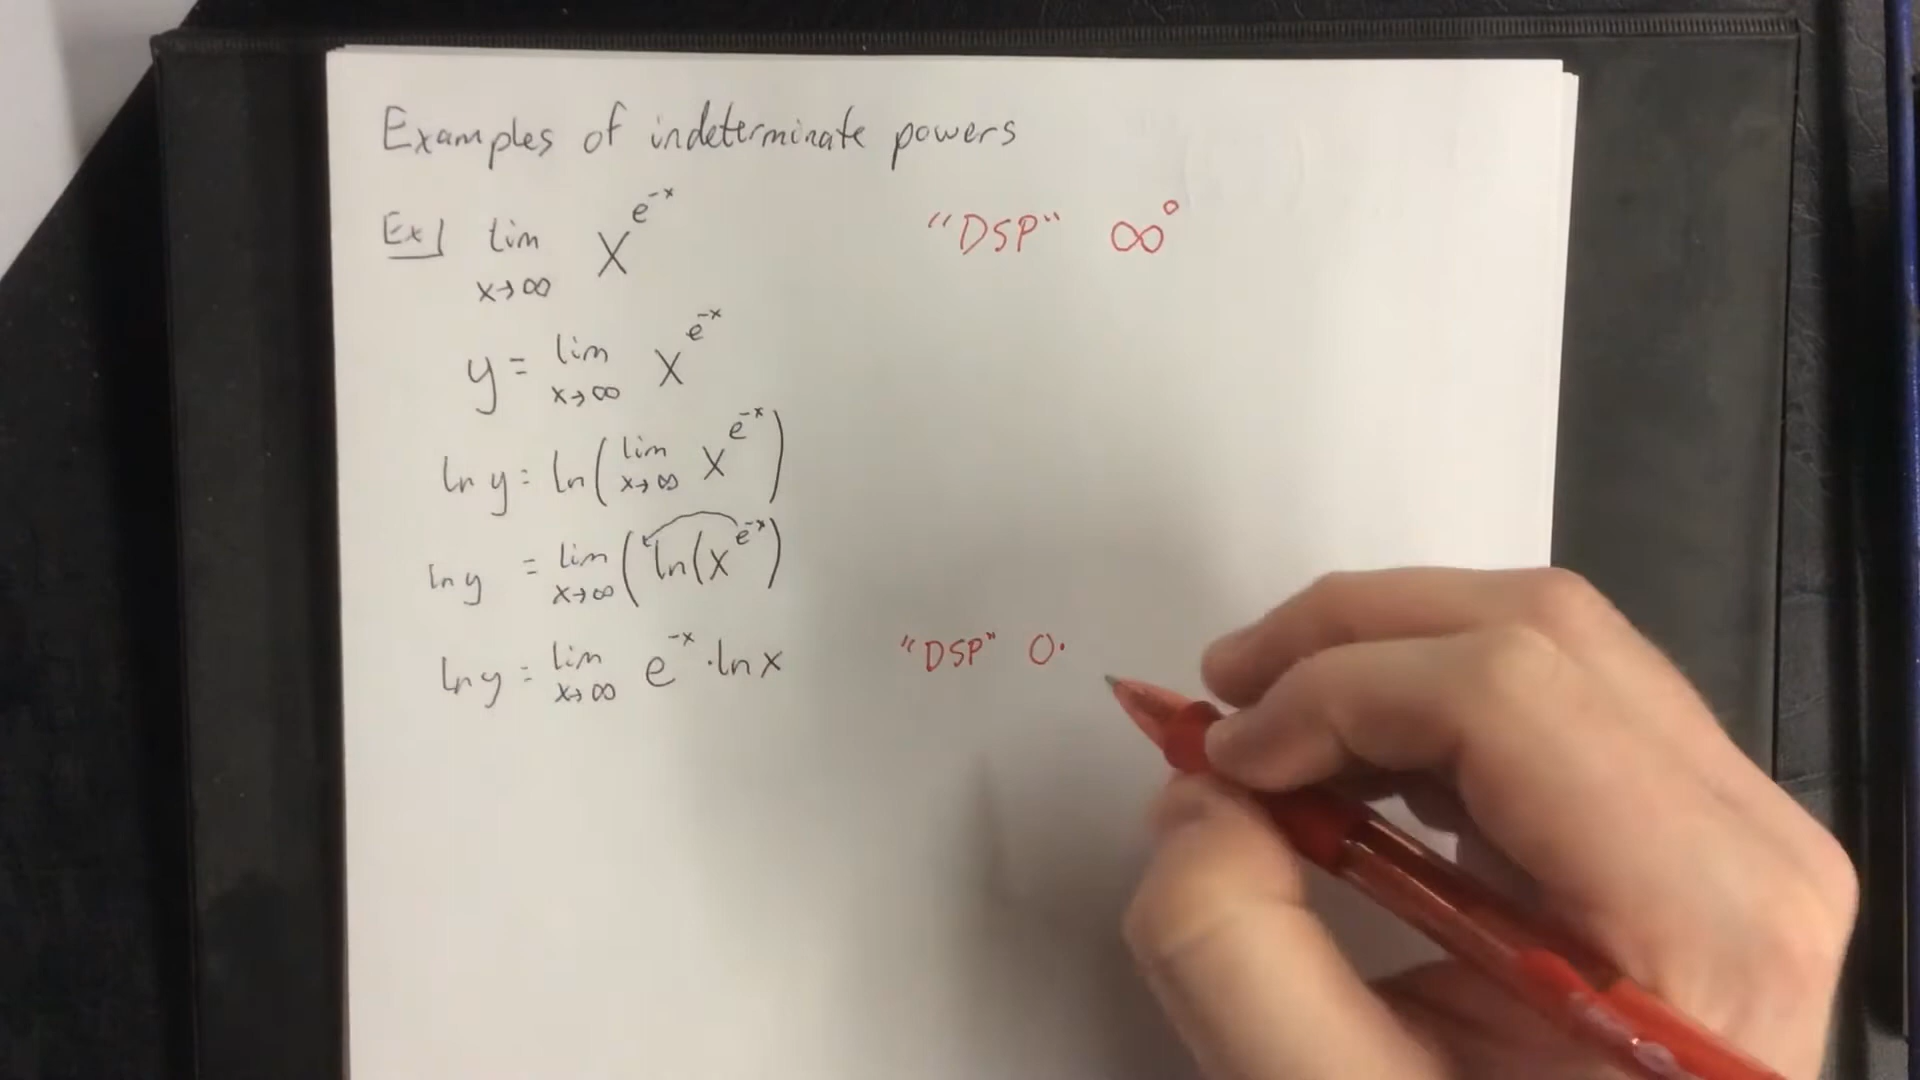 Examples of indeterminate powers
Ex1 lim x→∞ x^e^-x "DSP" ∞^0
y = lim x→∞ x^e^-x
ln y = ln(lim x→∞ x^e^-x)
ln y = lim x→∞ (ln(x^e^-x)
ln y = lim x→∞ e^-x · ln x "DSP" 0·